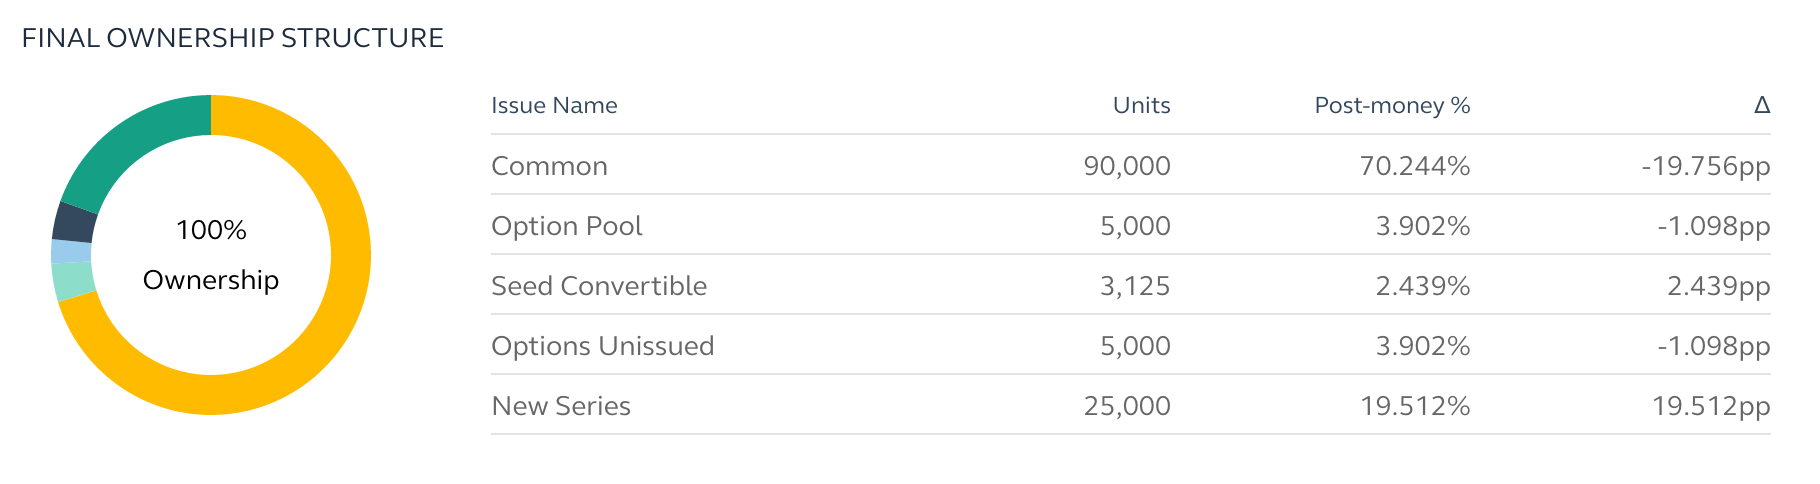 FINAL OWNERSHIP STRUCTURE
100%
Ownership
Issue Name Units Post-money % Δ
Common 90,000 70.244% -19.756pp
Option Pool 5,000 3.902% -1.098pp
Seed Convertible 3,125 2.439% 2.439pp
Options Unissued 5,000 3.902% -1.098pp
New Series 25,000 19.512% 19.512pp